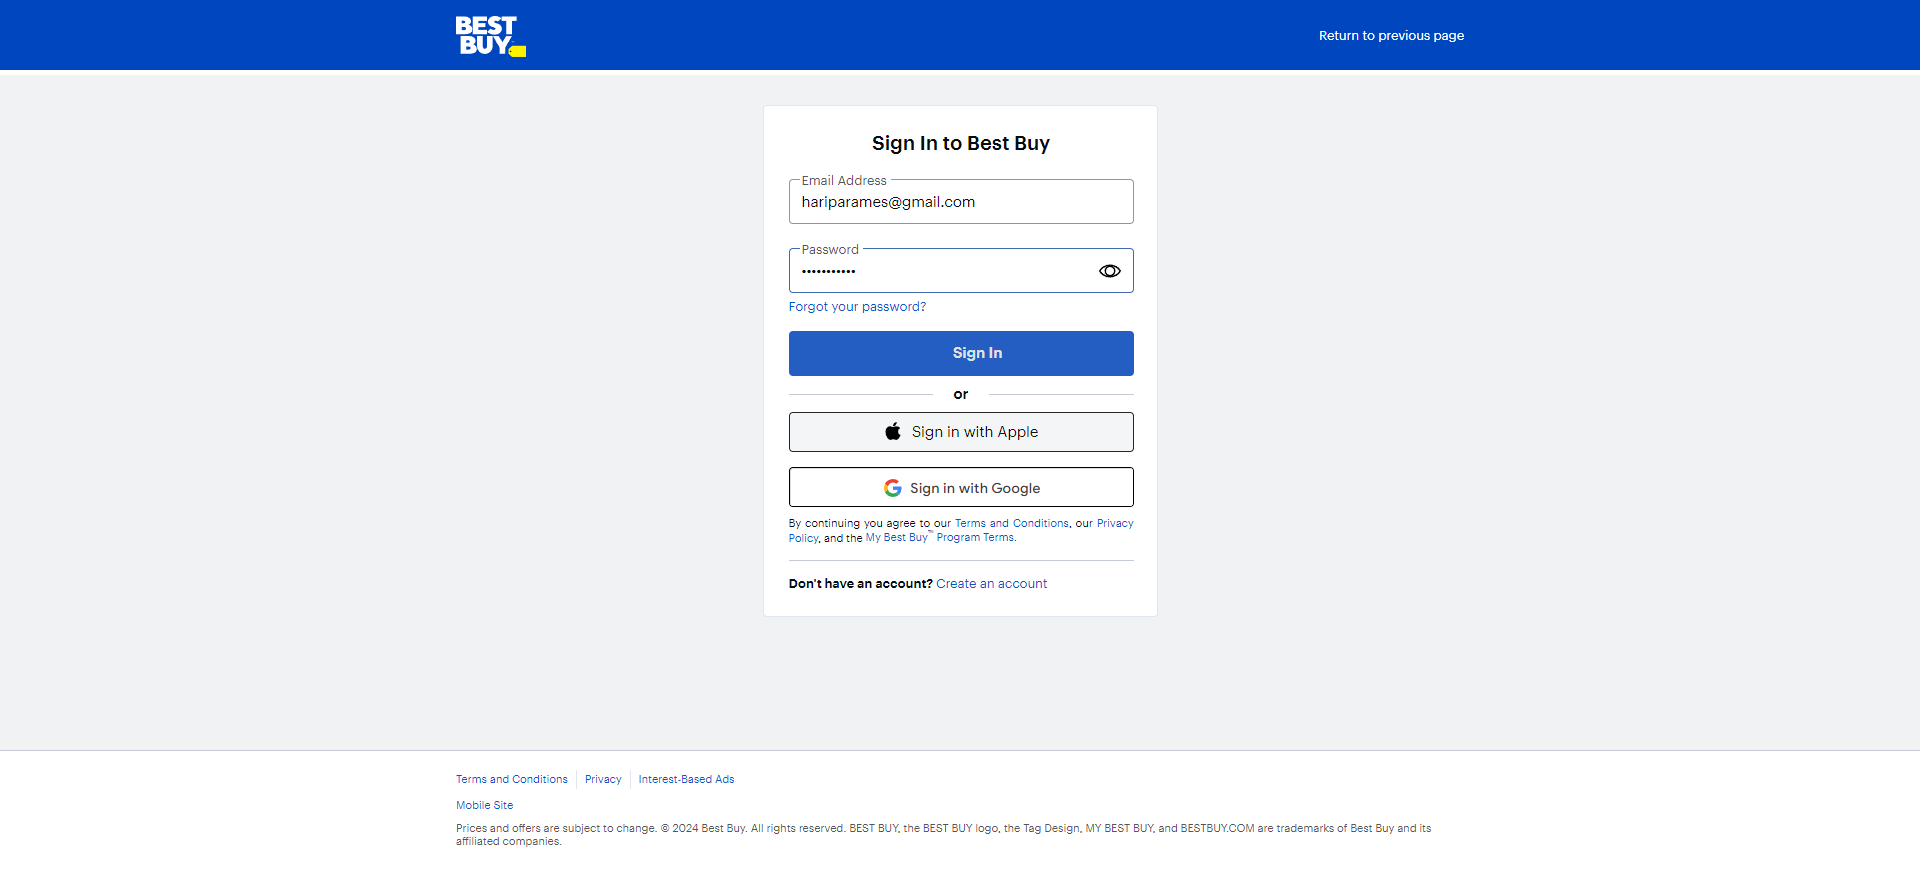 BEST
BUY
Return to previous page
Sign In to Best Buy
Email Address
hariparames@gmail.com
Password
•••••••••••
Forgot your password?
Sign In
or
Sign in with Apple
Sign in with Google
By continuing you agree to our Terms and Conditions, our Privacy
Policy, and the My Best Buy™ Program Terms.
Don't have an account? Create an account
Terms and Conditions Privacy Interest-Based Ads
Mobile Site
Prices and offers are subject to change. © 2024 Best Buy. All rights reserved. BEST BUY, the BEST BUY logo, the Tag Design, MY BEST BUY, and BESTBUY.COM are trademarks of Best Buy and its
affiliated companies.